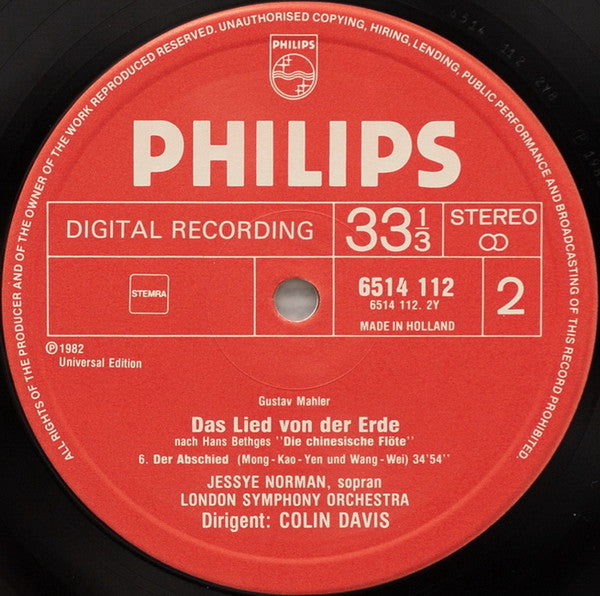 ALL RIGHTS OF THE PRODUCER AND OF THE OWNER OF THE WORK REPRODUCED RESERVED. UNAUTHORISED COPYING, HIRING, LENDING, PUBLIC PERFORMANCE AND BROADCASTING OF THIS RECORD PROHIBITED.
PHILIPS
PHILIPS
DIGITAL RECORDING
33 1/3
STEREO
STEMRA
6514 112
6514 112. 2Y
MADE IN HOLLAND
2
Ⓟ 1982
Universal Edition
Gustav Mahler
Das Lied von der Erde
nach Hans Bethges "Die chinesische Flöte"
6. Der Abschied (Mong-Kao-Yen und Wang-Wei) 34'54"
JESSYE NORMAN, sopran
LONDON SYMPHONY ORCHESTRA
Dirigent: COLIN DAVIS